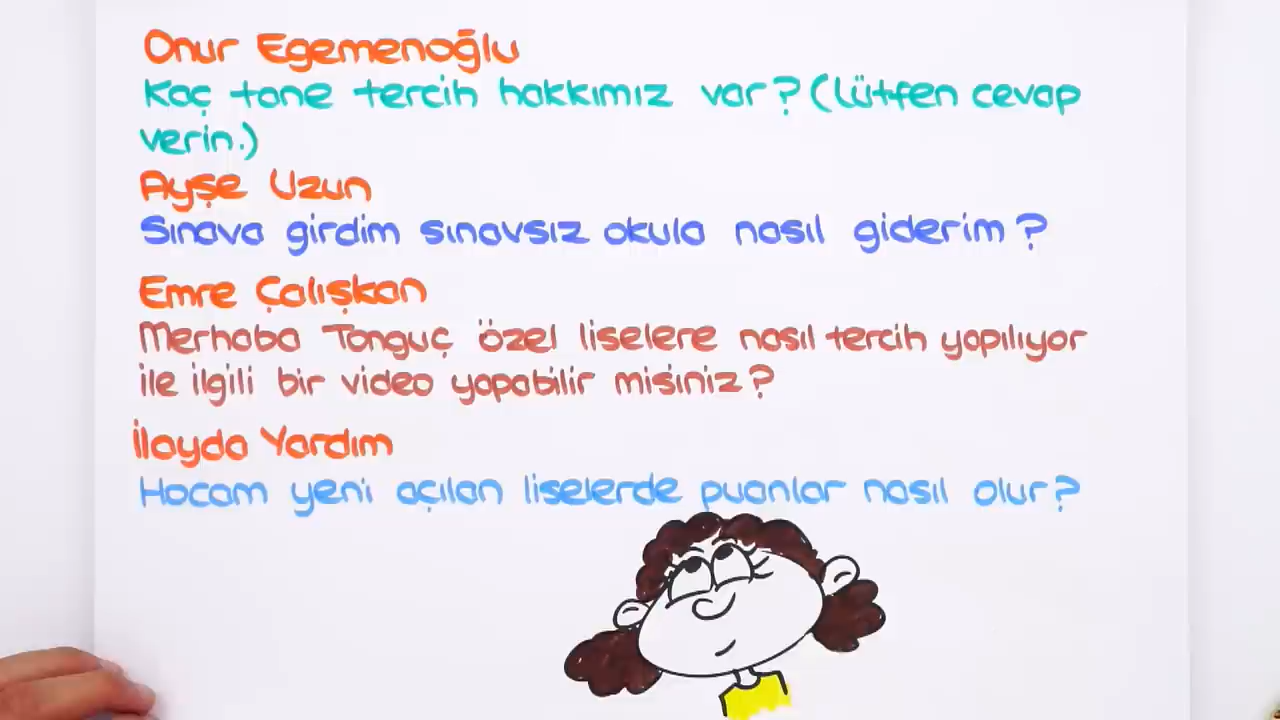 Onur Egemenoğlu
Kaç tane tercih hakkımız var? (Lütfen cevap
verin.)
Ayşe Uzun
Sınava girdim sınavsız okula nasıl giderim?
Emre Çalışkan
Merhaba Tonguç özel liselere nasıl tercih yapılıyor
ile ilgili bir video yapabilir misiniz?
İlayda Yardım
Hocam yeni açılan liselerde puanlar nasıl olur?